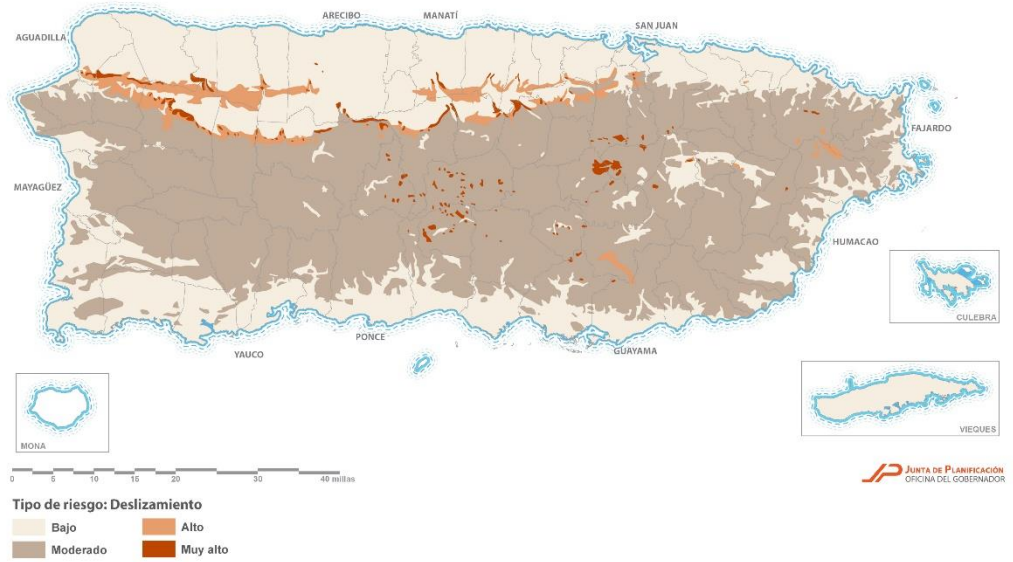 ARECIBO
MANATÍ
SAN JUAN
AGUADILLA
FAJARDO
MAYAGÜEZ
HUMACAO
CULEBRA
PONCE
YAUCO
GUAYAMA
MONA
VIEQUES
0 5 10 15 20 30 40 millas
JP JUNTA DE PLANIFICACIÓN
OFICINA DEL GOBERNADOR
Tipo de riesgo: Deslizamiento
Bajo
Alto
Moderado
Muy alto